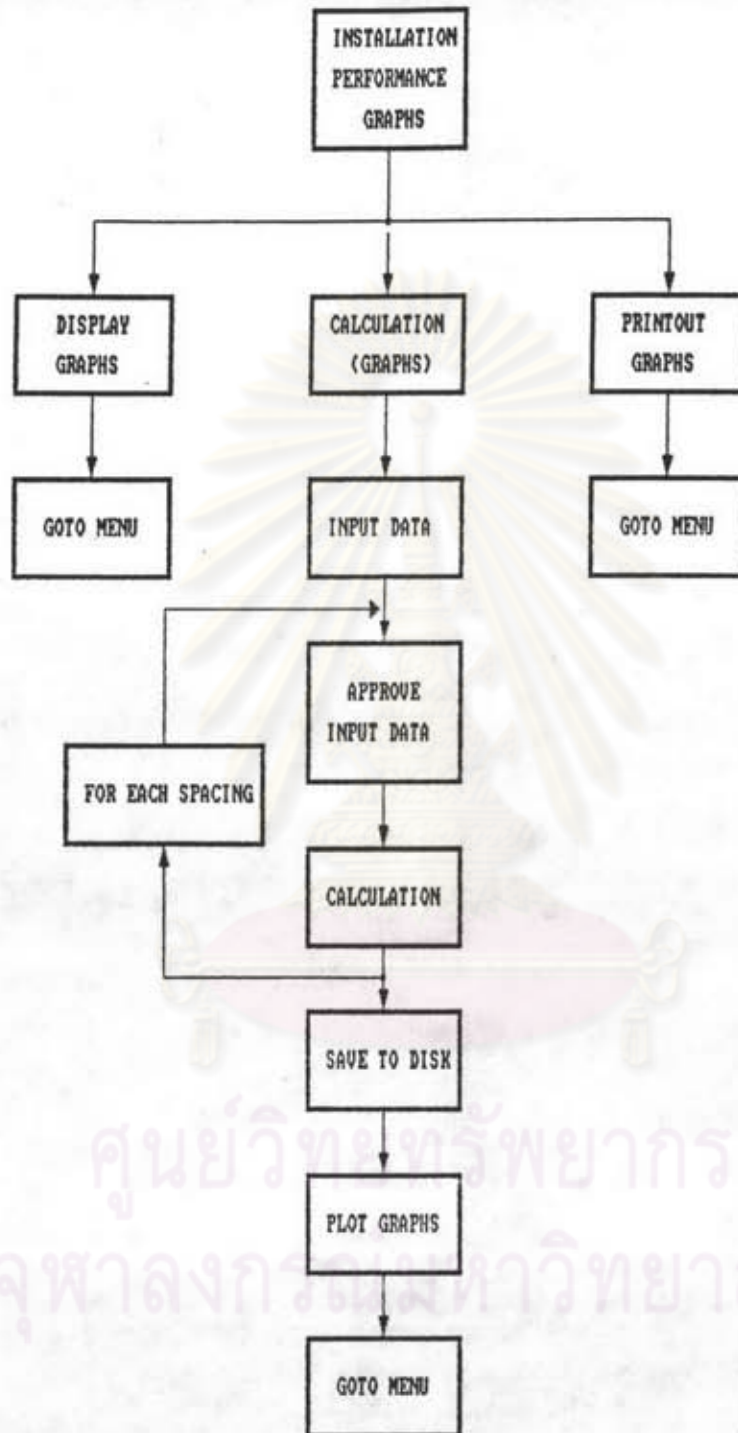 INSTALLATION
PERFORMANCE
GRAPHS
DISPLAY
GRAPHS
CALCULATION
(GRAPHS)
PRINTOUT
GRAPHS
GOTO MENU
INPUT DATA
GOTO MENU
APPROVE
INPUT DATA
FOR EACH SPACING
CALCULATION
SAVE TO DISK
ศูนย์วิทยทรัพยากร
PLOT GRAPHS
จุฬาลงกรณ์มหาวิทยา
GOTO MENU